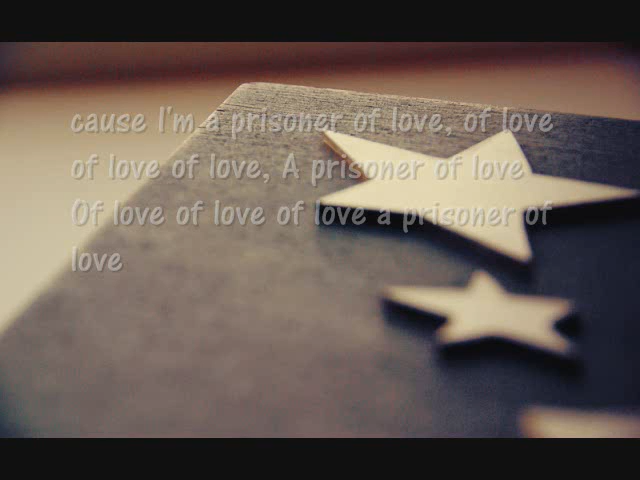 cause I'm a prisoner of love, of love
of love of love, A prisoner of love
Of love of love of love a prisoner of
love